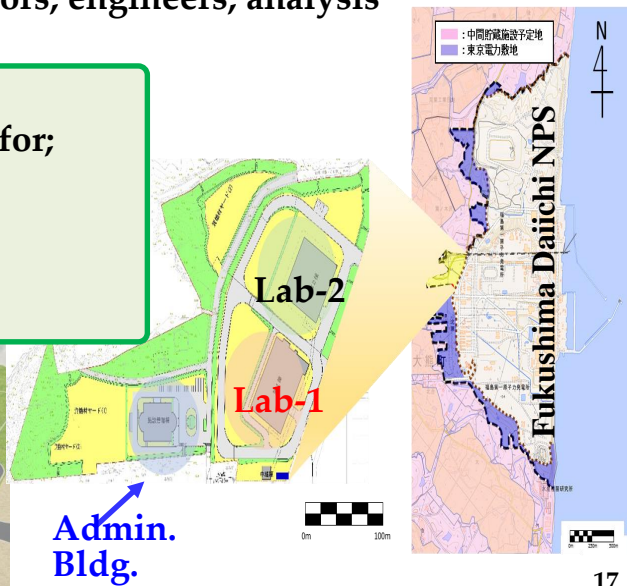 ors, engineers, analysis
for;
：中間貯蔵施設予定地
：東京電力敷地
N
Fukushima Daiichi NPS
Lab-2
Lab-1
Admin.
Bldg.
0m 100m
17